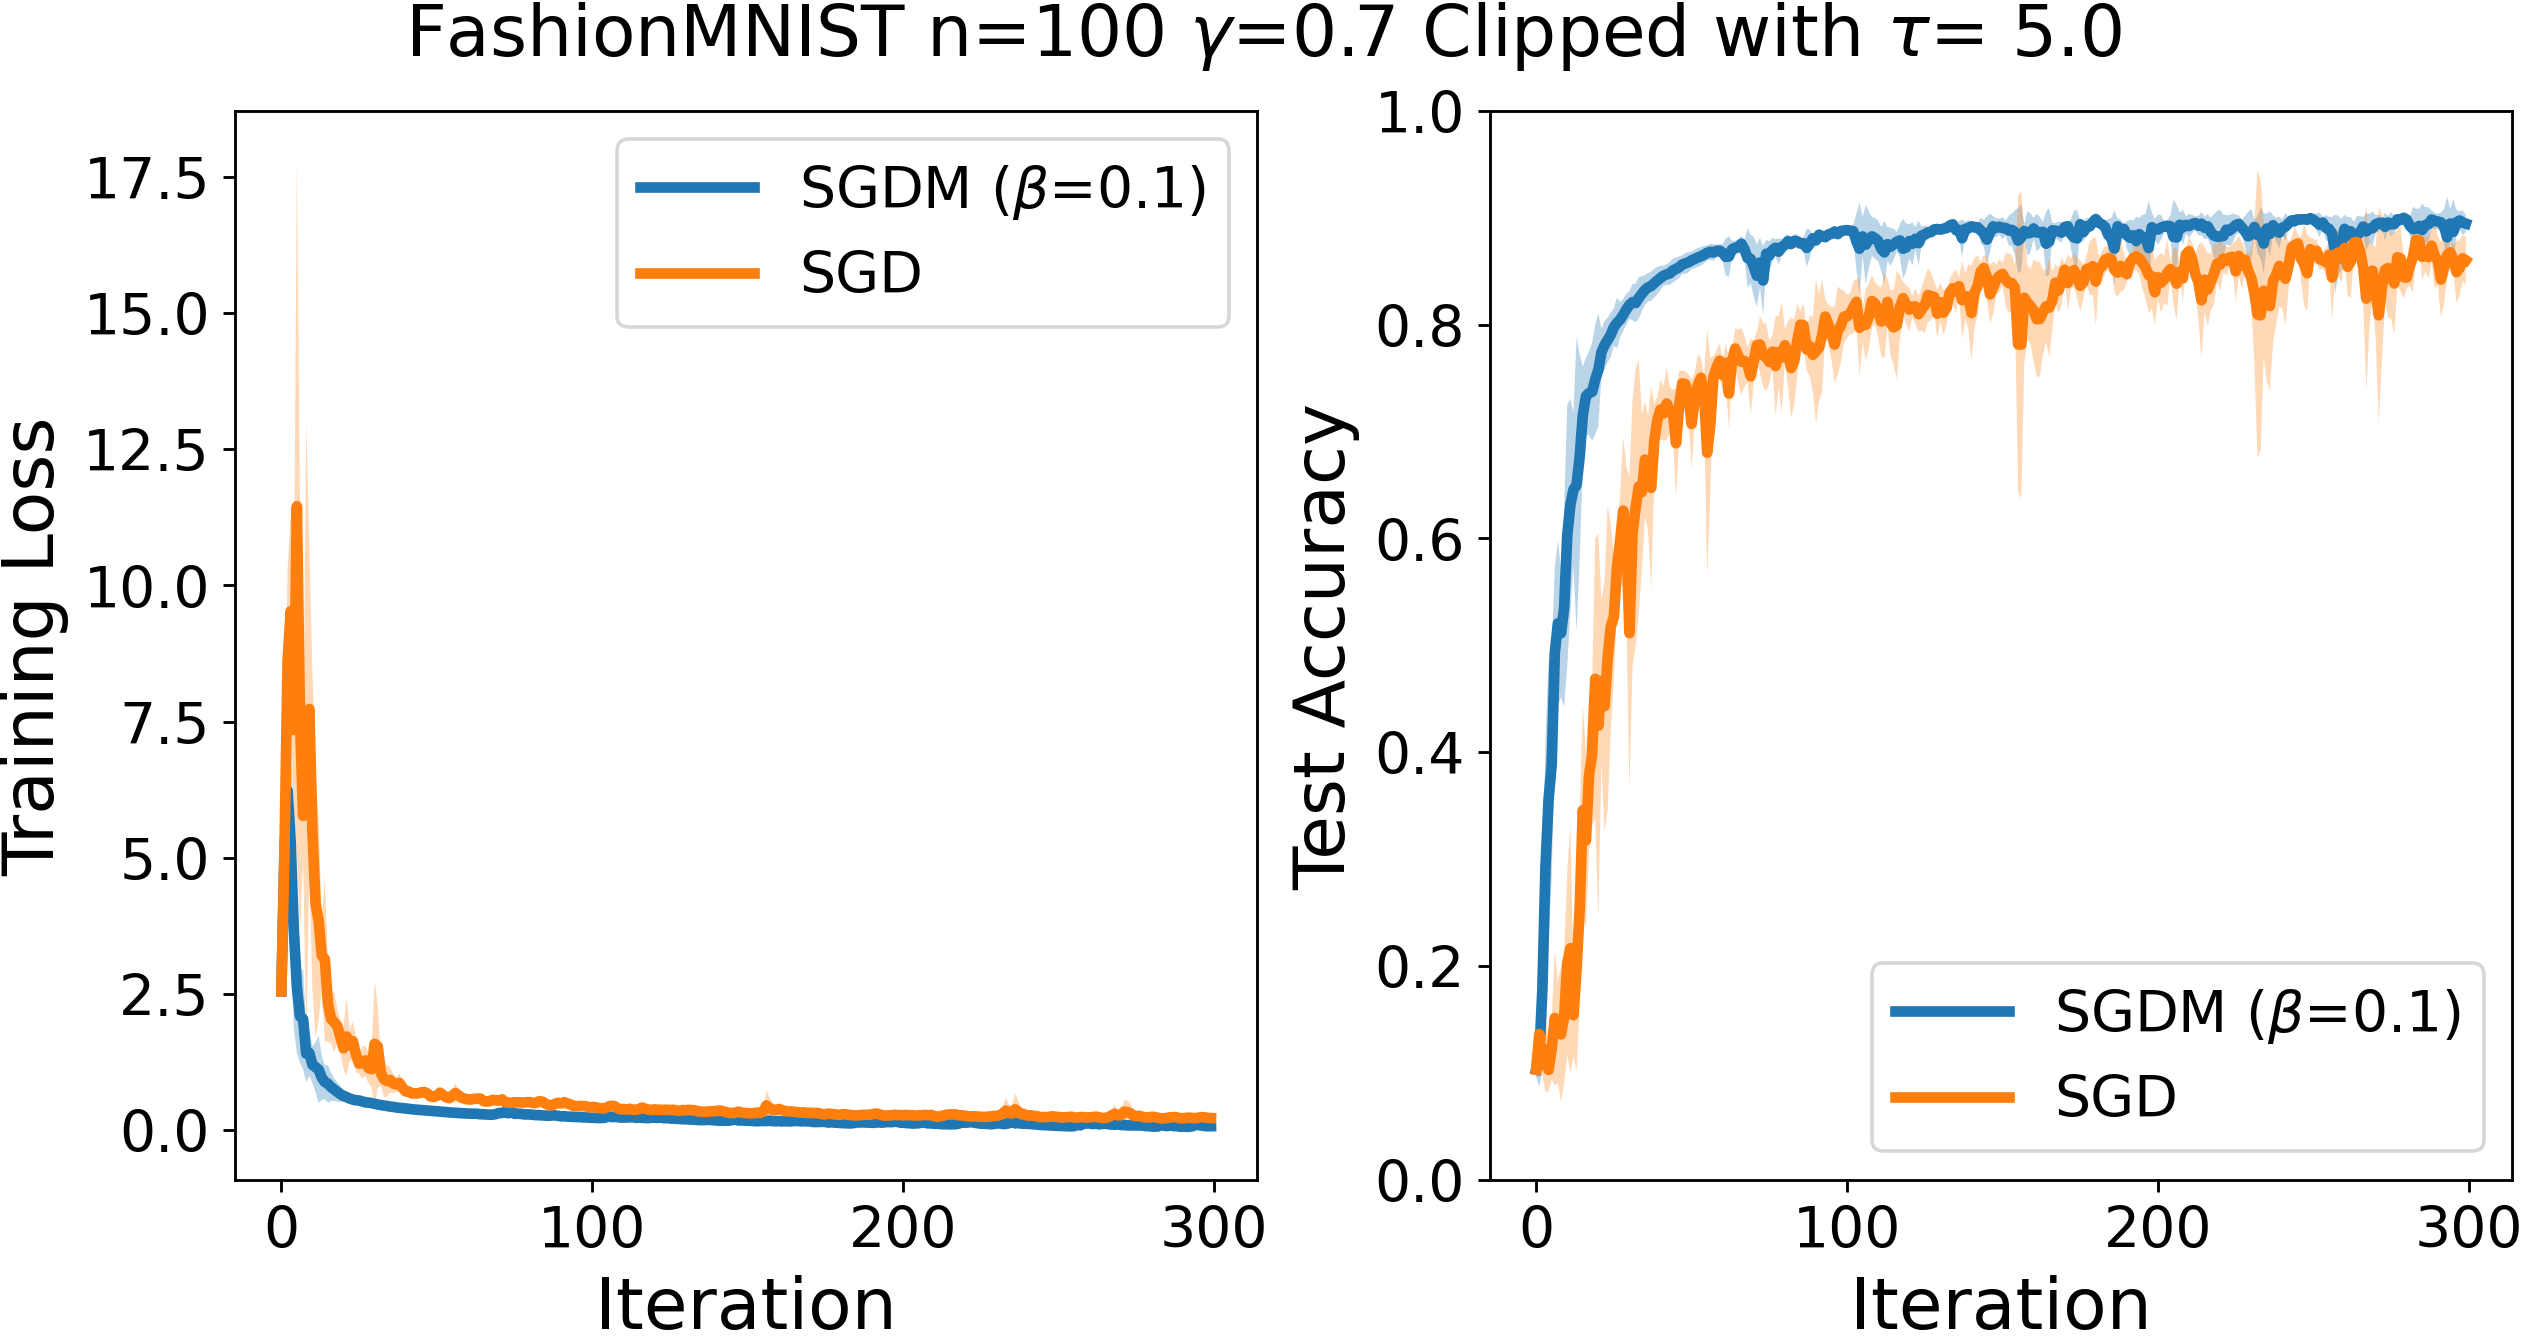 FashionMNIST n=100 γ=0.7 Clipped with τ= 5.0
Training Loss
17.5
15.0
12.5
10.0
7.5
5.0
2.5
0.0
SGDM (β=0.1)
SGD
0
100
200
300
Iteration
Test Accuracy
1.0
0.8
0.6
0.4
0.2
0.0
SGDM (β=0.1)
SGD
0
100
200
300
Iteration